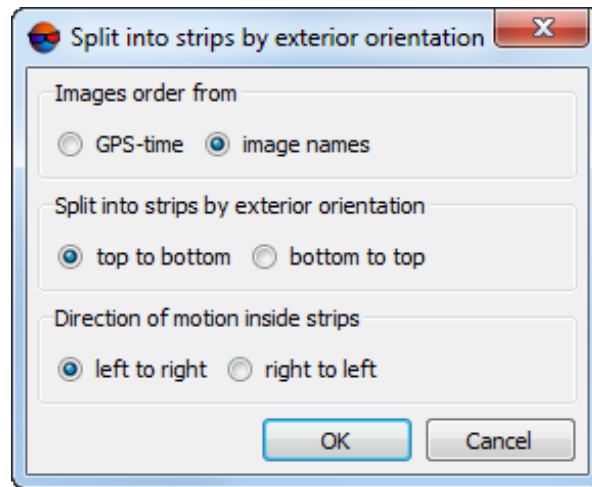 Split into strips by exterior orientation
Images order from
GPS-time image names
Split into strips by exterior orientation
top to bottom bottom to top
Direction of motion inside strips
left to right right to left
OK Cancel